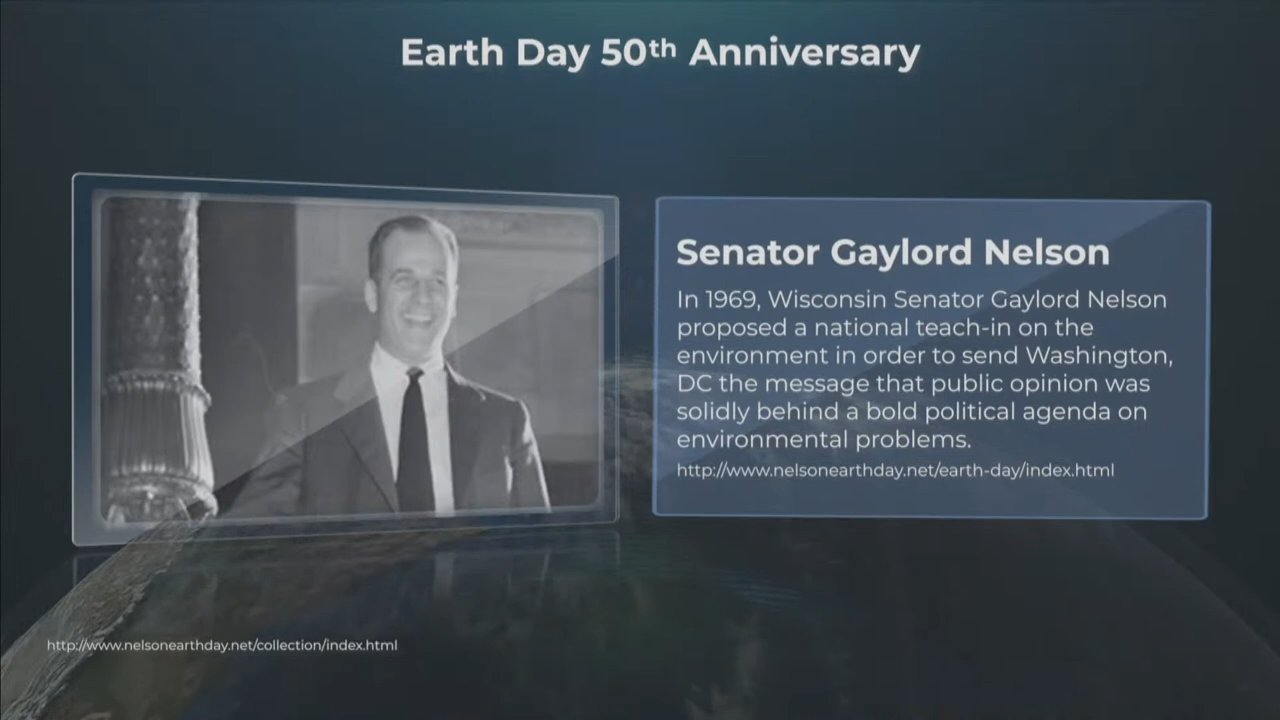 Earth Day 50th Anniversary
Senator Gaylord Nelson
In 1969, Wisconsin Senator Gaylord Nelson
proposed a national teach-in on the
environment in order to send Washington,
DC the message that public opinion was
solidly behind a bold political agenda on
environmental problems.
http://www.nelsonearthday.net/earth-day/index.html
http://www.nelsonearthday.net/collection/index.html